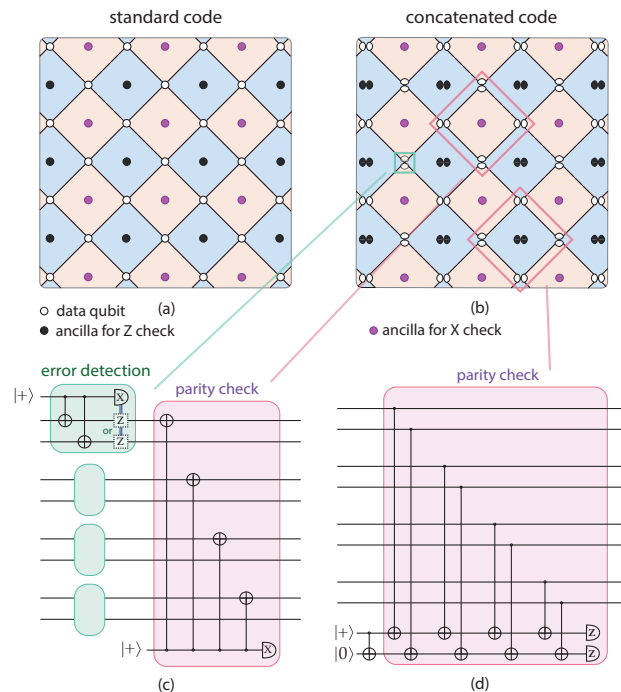 standard code
concatenated code
(a)
(b)
data qubit
ancilla for Z check
ancilla for X check
error detection
parity check
parity check
|+⟩
X
Z
or
Z
|+⟩
X
|+⟩
Z
|0⟩
Z
(c)
(d)